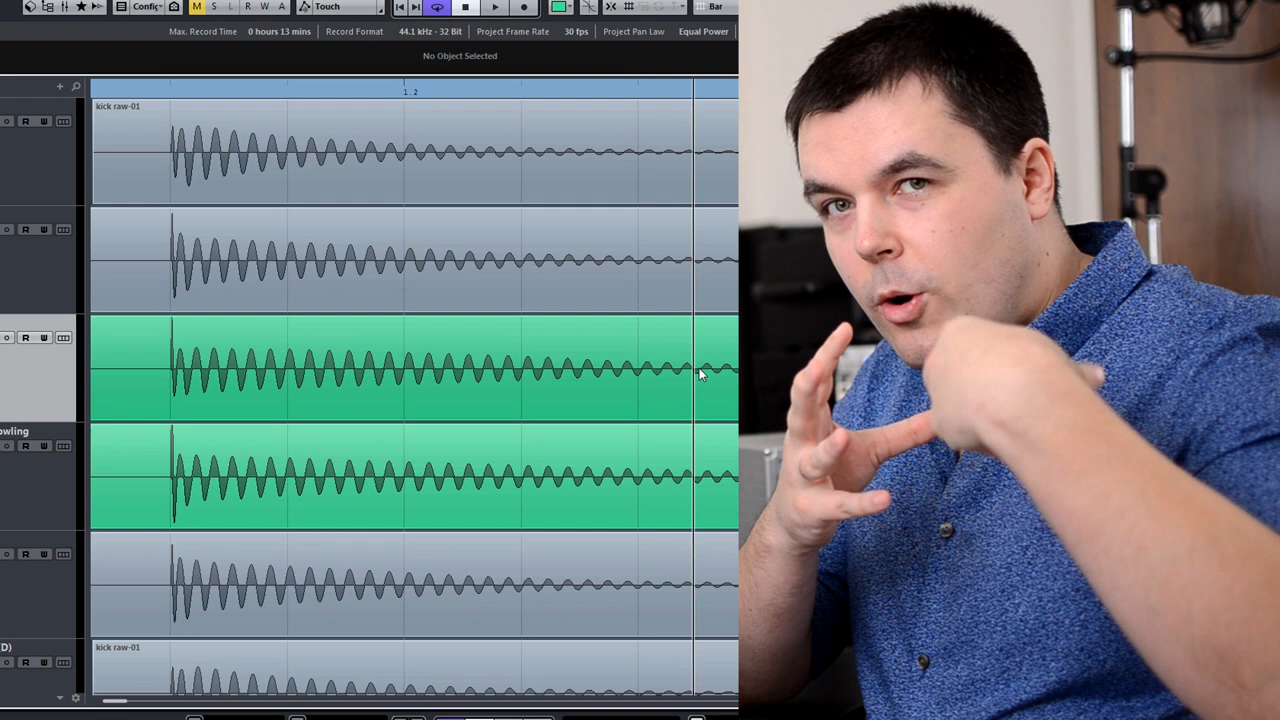 Config
M S L R W A
Touch
Bar
Max. Record Time 0 hours 13 mins Record Format 44.1 kHz - 32 Bit Project Frame Rate 30 fps Project Pan Law Equal Power
No Object Selected
1. 2
kick raw-01
R W
R W
R W
owling
R W
R W
D)
kick raw-01
R W